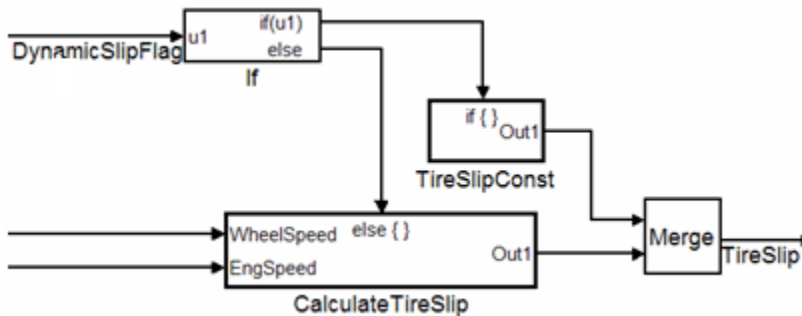 if(u1)
u1
else
DynamicSlipFlag
If
if { }
Out1
TireSlipConst
WheelSpeed
else { }
Out1
EngSpeed
Merge
TireSlip
CalculateTireSlip